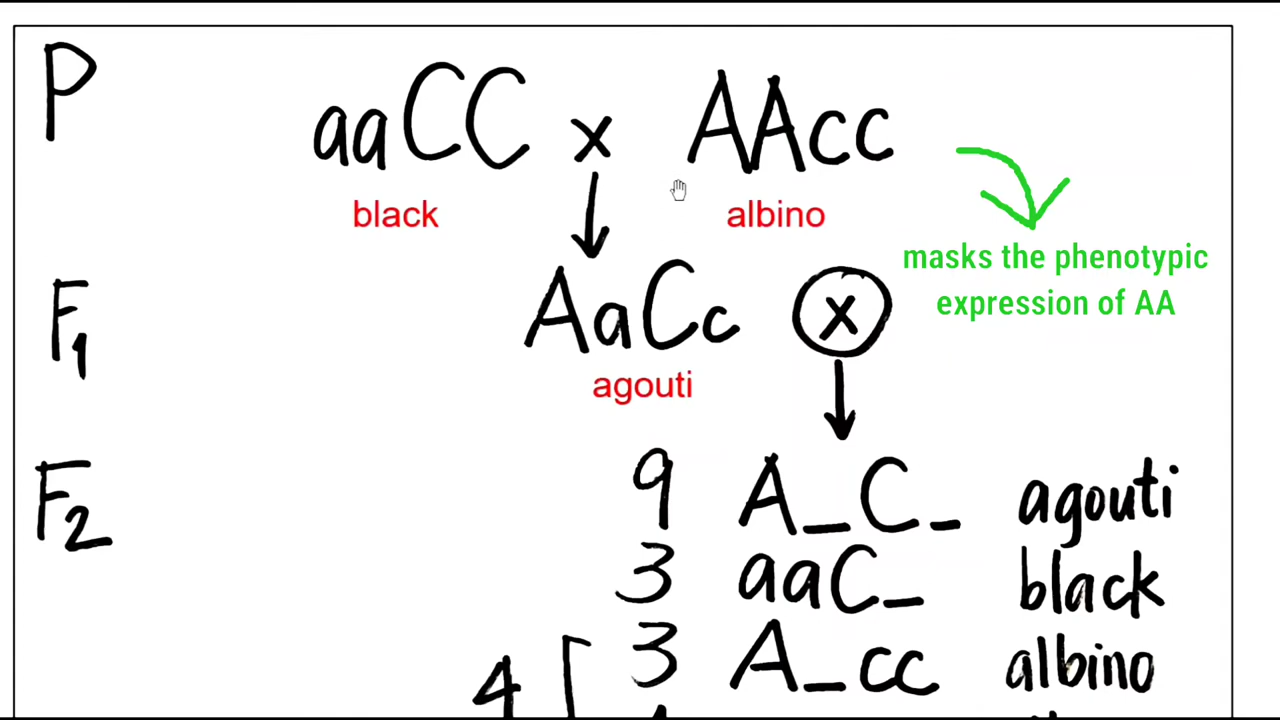 P
aaCC x AAcc
black albino
masks the phenotypic
expression of AA
F1
AaCc x
agouti
F2
9 A_C_ agouti
3 aaC_ black
3 A_cc albino
4